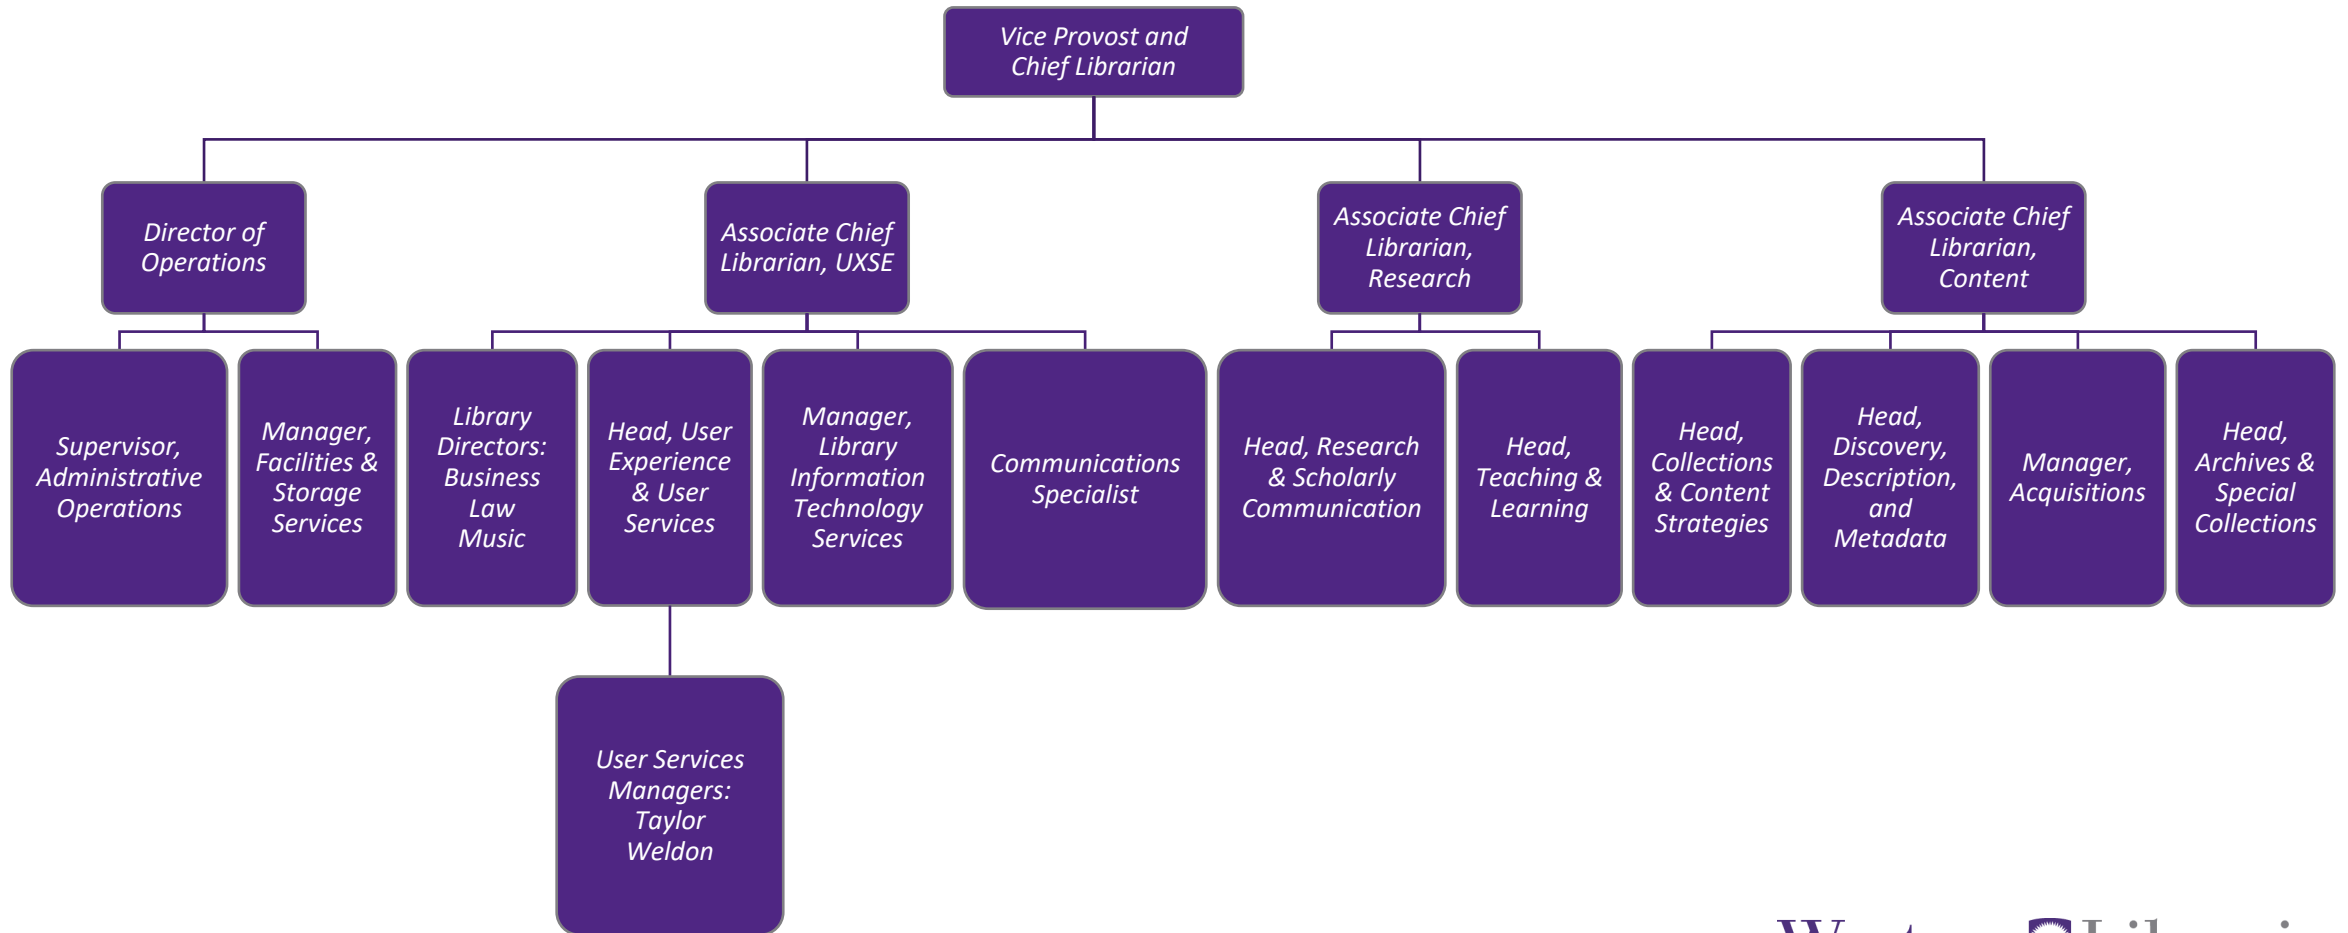 Vice Provost and
Chief Librarian
Director of
Operations
Associate Chief
Librarian, UXSE
Associate Chief
Librarian,
Research
Associate Chief
Librarian,
Content
Supervisor,
Administrative
Operations
Manager,
Facilities &
Storage
Services
Library
Directors:
Business
Law
Music
Head, User
Experience
& User
Services
Manager,
Library
Information
Technology
Services
Communications
Specialist
Head, Research
& Scholarly
Communication
Head,
Teaching &
Learning
Head,
Collections
& Content
Strategies
Head,
Discovery,
Description,
and
Metadata
Manager,
Acquisitions
Head,
Archives &
Special
Collections
User Services
Managers:
Taylor
Weldon